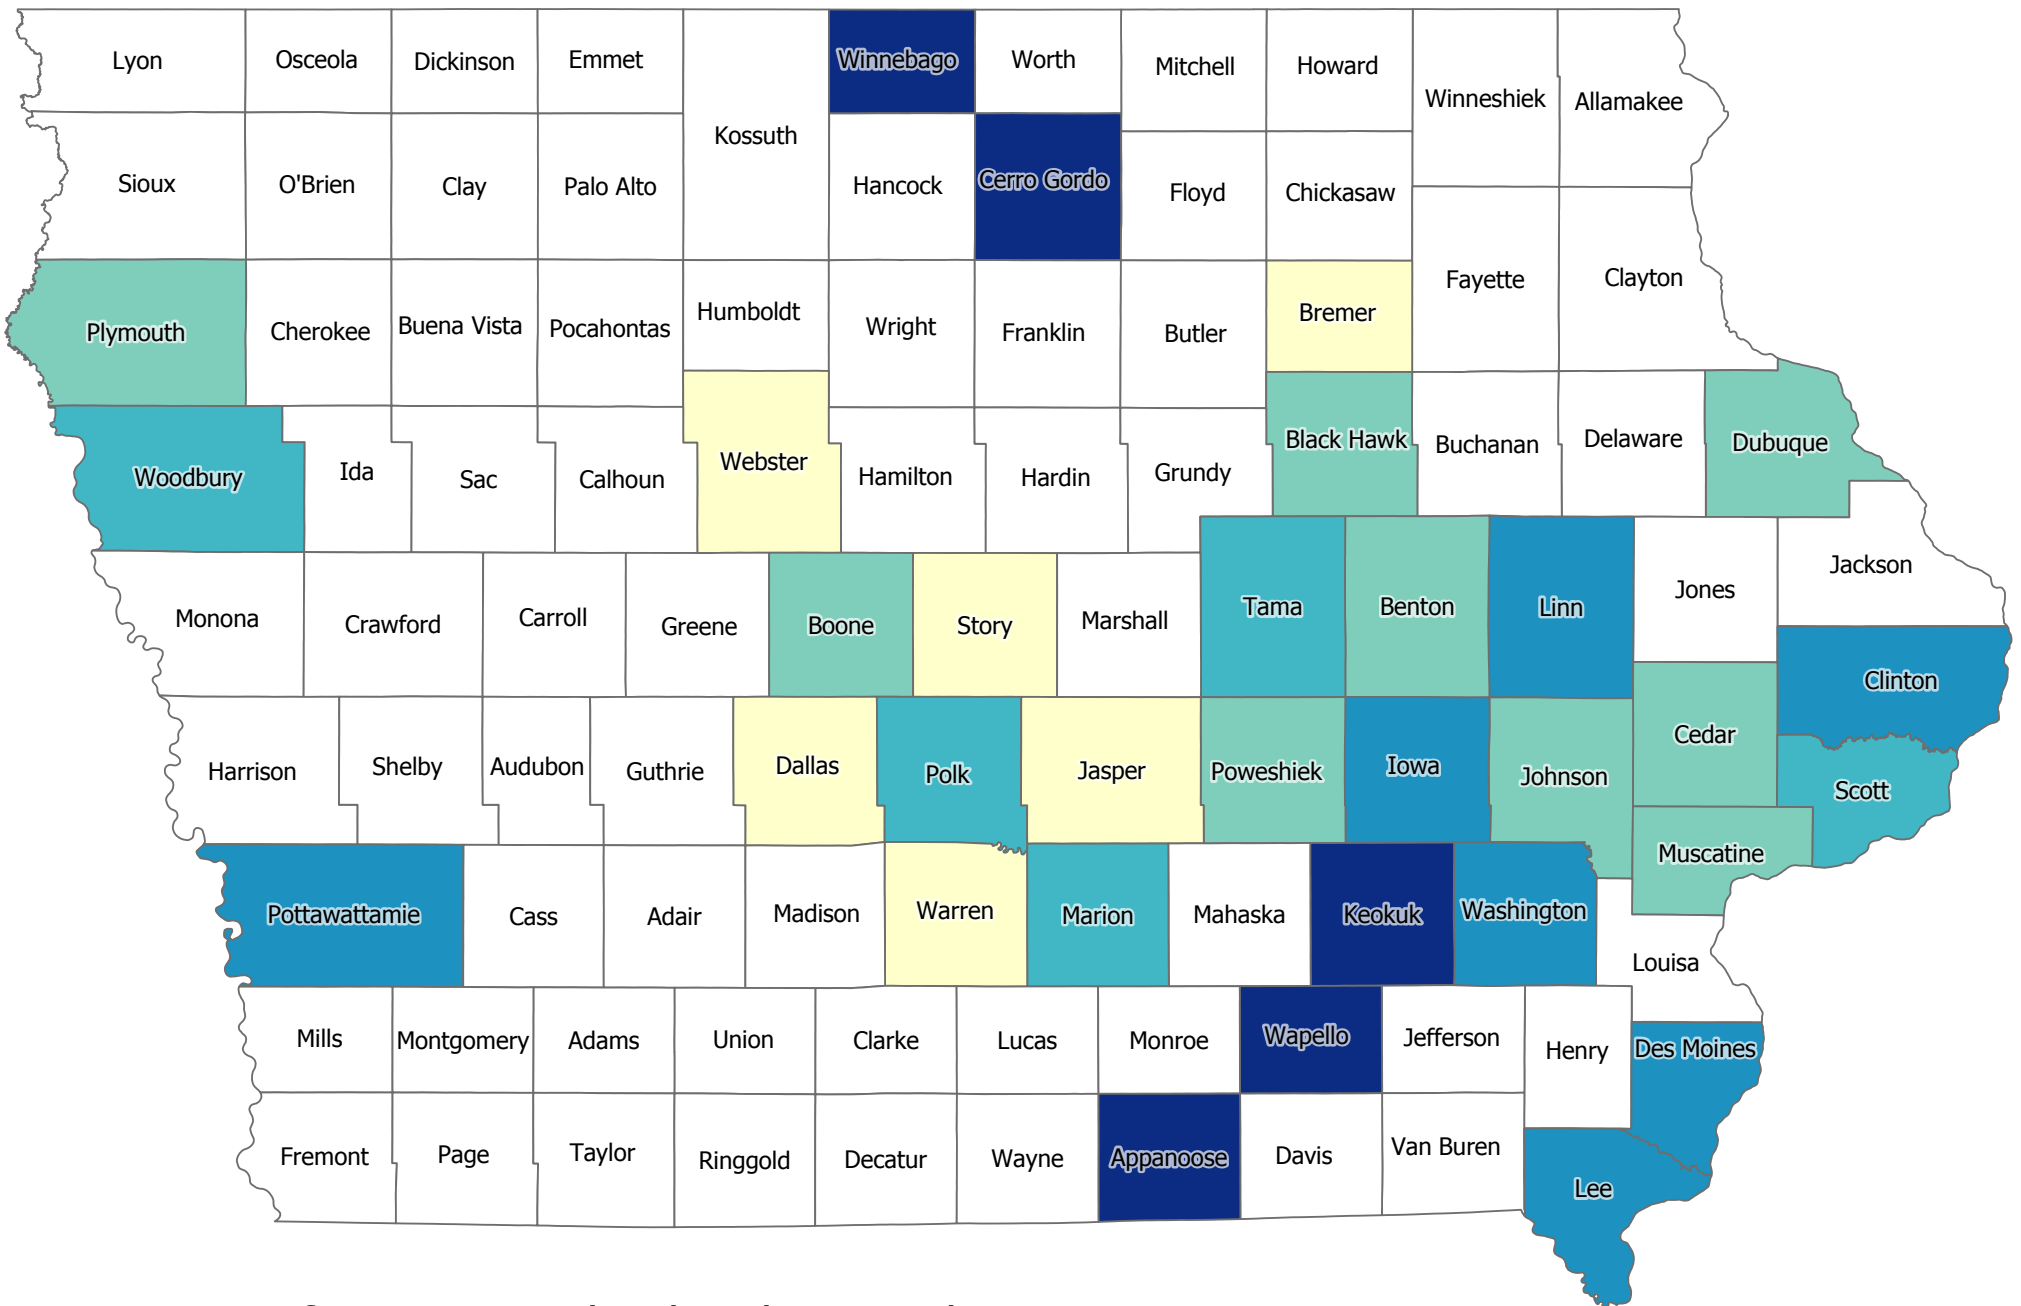 Lyon
Osceola
Dickinson
Emmet
Kossuth
Winnebago
Worth
Mitchell
Howard
Winneshiek
Allamakee
Sioux
O'Brien
Clay
Palo Alto
Hancock
Cerro Gordo
Floyd
Chickasaw
Plymouth
Cherokee
Buena Vista
Pocahontas
Humboldt
Wright
Franklin
Butler
Bremer
Fayette
Clayton
Woodbury
Ida
Sac
Calhoun
Webster
Hamilton
Hardin
Grundy
Black Hawk
Buchanan
Delaware
Dubuque
Monona
Crawford
Carroll
Greene
Boone
Story
Marshall
Tama
Benton
Linn
Jones
Jackson
Clinton
Harrison
Shelby
Audubon
Guthrie
Dallas
Polk
Jasper
Poweshiek
Iowa
Johnson
Cedar
Scott
Muscatine
Pottawattamie
Cass
Adair
Madison
Warren
Marion
Mahaska
Keokuk
Washington
Louisa
Mills
Montgomery
Adams
Union
Clarke
Lucas
Monroe
Wapello
Jefferson
Henry
Des Moines
Fremont
Page
Taylor
Ringgold
Decatur
Wayne
Appanoose
Davis
Van Buren
Lee